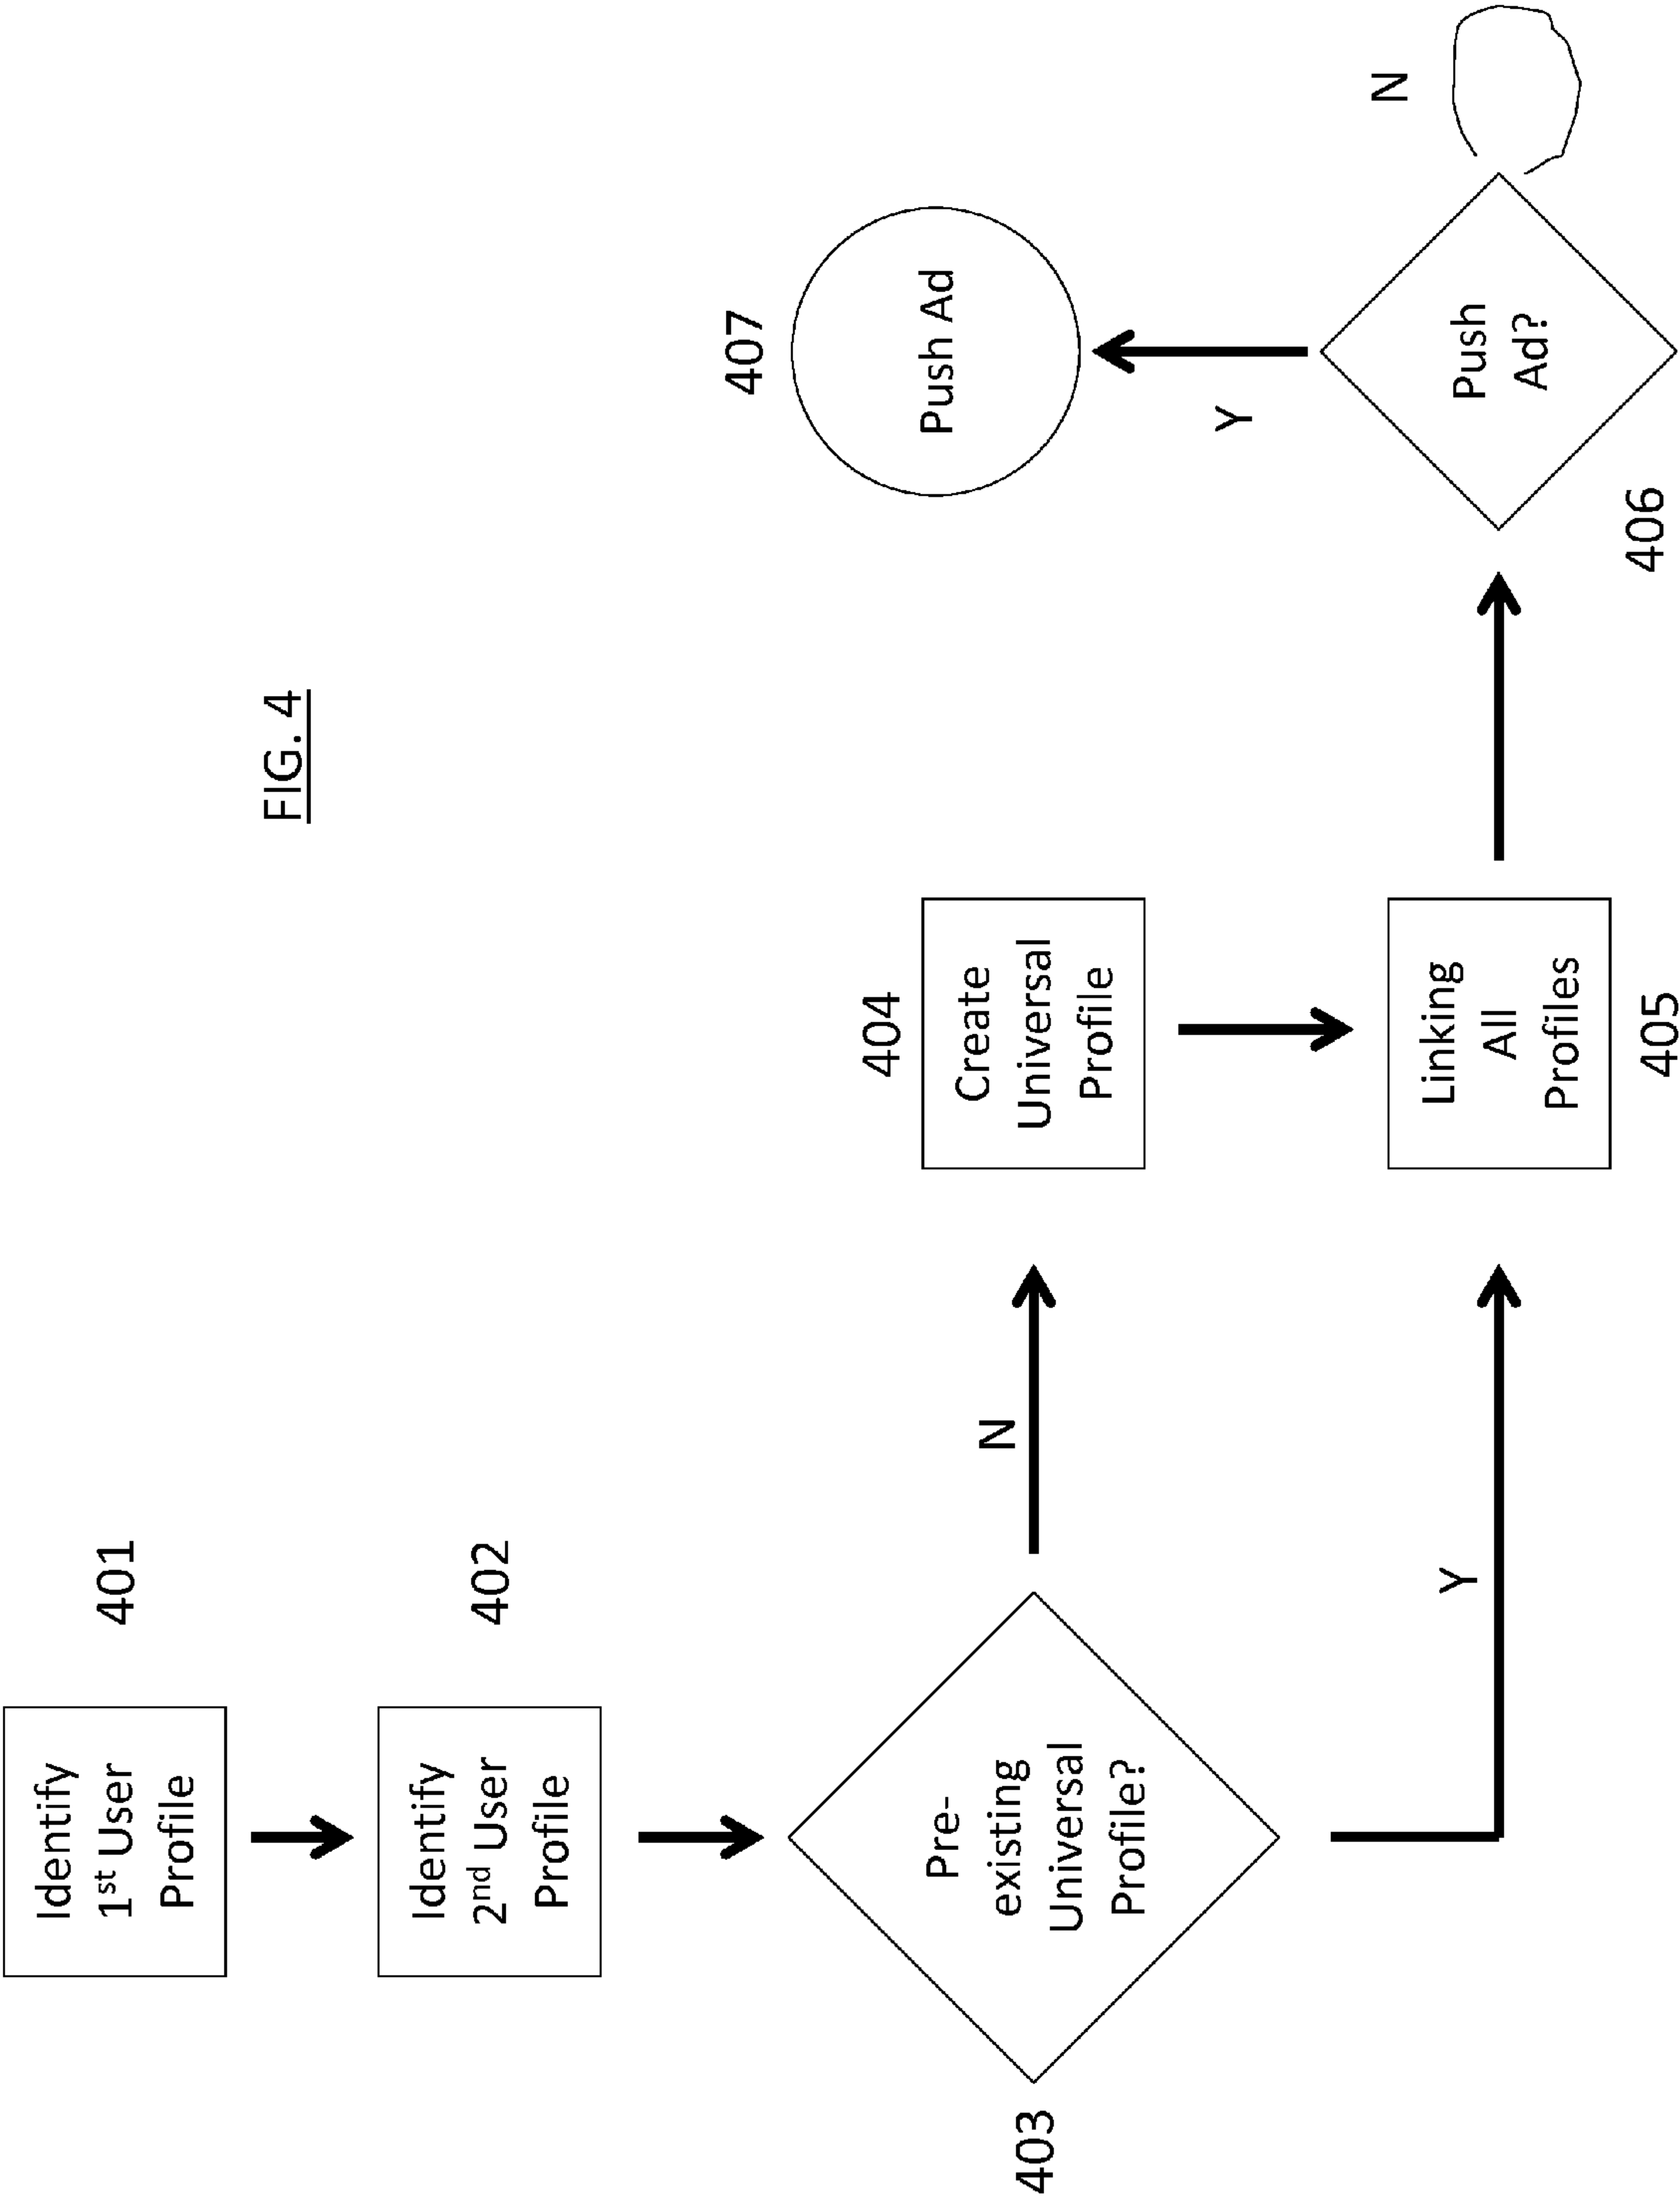 FIG. 4
Identify
1st User
Profile
401
Identify
2nd User
Profile
402
Pre-
existing
Universal
Profile?
403
N
Y
404
Create
Universal
Profile
Linking
All
Profiles
405
406
Push
Ad?
N
Y
407
Push Ad